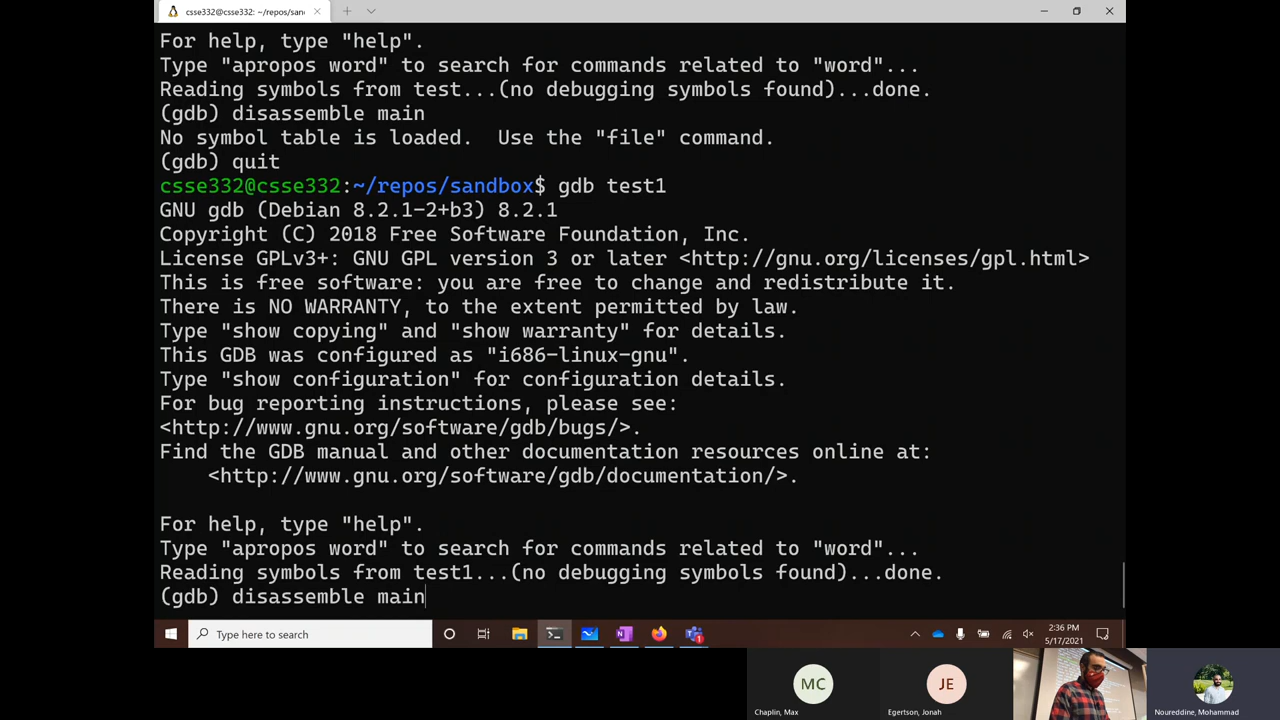 csse332@csse332: ~/repos/san
For help, type "help".
Type "apropos word" to search for commands related to "word"...
Reading symbols from test...(no debugging symbols found)...done.
(gdb) disassemble main
No symbol table is loaded.  Use the "file" command.
(gdb) quit
csse332@csse332:~/repos/sandbox$ gdb test1
GNU gdb (Debian 8.2.1-2+b3) 8.2.1
Copyright (C) 2018 Free Software Foundation, Inc.
License GPLv3+: GNU GPL version 3 or later <http://gnu.org/licenses/gpl.html>
This is free software: you are free to change and redistribute it.
There is NO WARRANTY, to the extent permitted by law.
Type "show copying" and "show warranty" for details.
This GDB was configured as "i686-linux-gnu".
Type "show configuration" for configuration details.
For bug reporting instructions, please see:
<http://www.gnu.org/software/gdb/bugs/>.
Find the GDB manual and other documentation resources online at:
    <http://www.gnu.org/software/gdb/documentation/>.
For help, type "help".
Type "apropos word" to search for commands related to "word"...
Reading symbols from test1...(no debugging symbols found)...done.
(gdb) disassemble main
Type here to search
2:36 PM
5/17/2021
MC
JE
Chaplin, Max
Egertson, Jonah
Noureddine, Mohammad